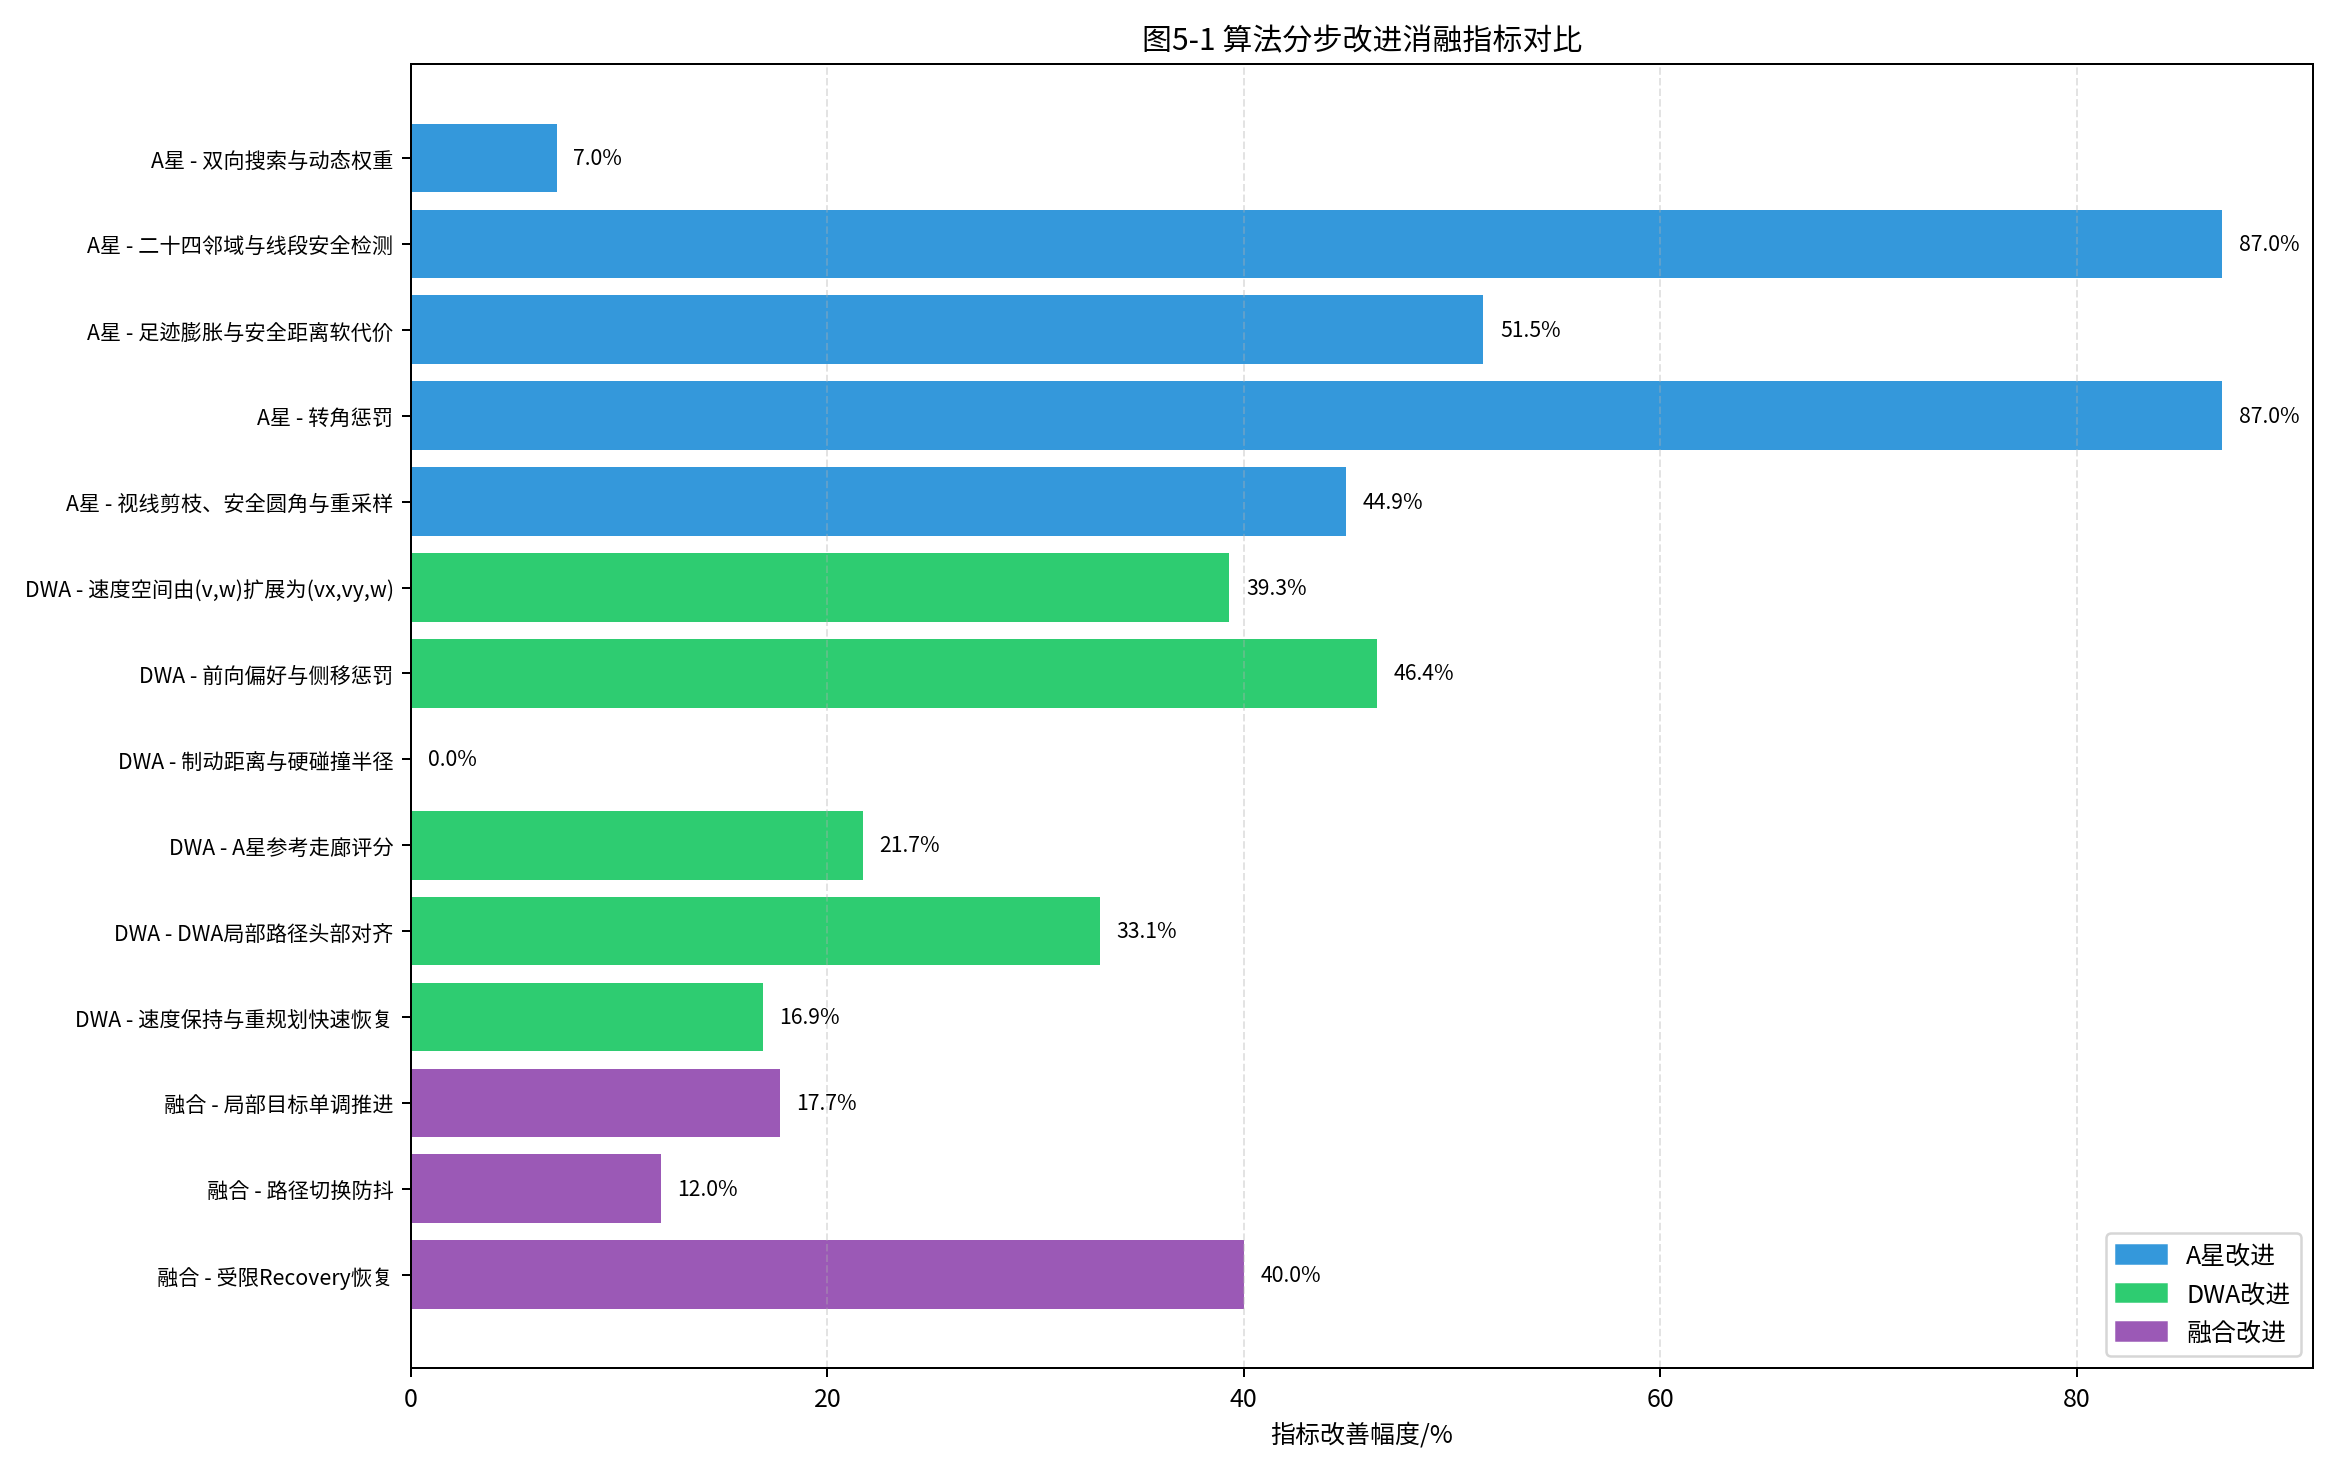 图5-1 算法分步改进消融指标对比
A星 - 双向搜索与动态权重
7.0%
A星 - 二十四邻域与线段安全检测
87.0%
A星 - 足迹膨胀与安全距离软代价
51.5%
A星 - 转角惩罚
87.0%
A星 - 视线剪枝、安全圆角与重采样
44.9%
DWA - 速度空间由(v,w)扩展为(vx,vy,w)
39.3%
DWA - 前向偏好与侧移惩罚
46.4%
DWA - 制动距离与硬碰撞半径
0.0%
DWA - A星参考走廊评分
21.7%
DWA - DWA局部路径头部对齐
33.1%
DWA - 速度保持与重规划快速恢复
16.9%
融合 - 局部目标单调推进
17.7%
融合 - 路径切换防抖
12.0%
融合 - 受限Recovery恢复
40.0%
A星改进
DWA改进
融合改进
0 20 40 60 80
指标改善幅度/%